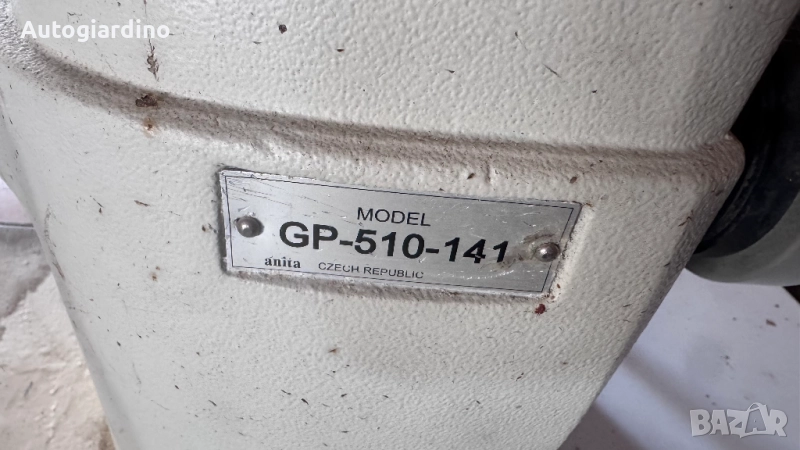 Autogiardino
MODEL
GP-510-141
anita CZECH REPUBLIC
BAZAR